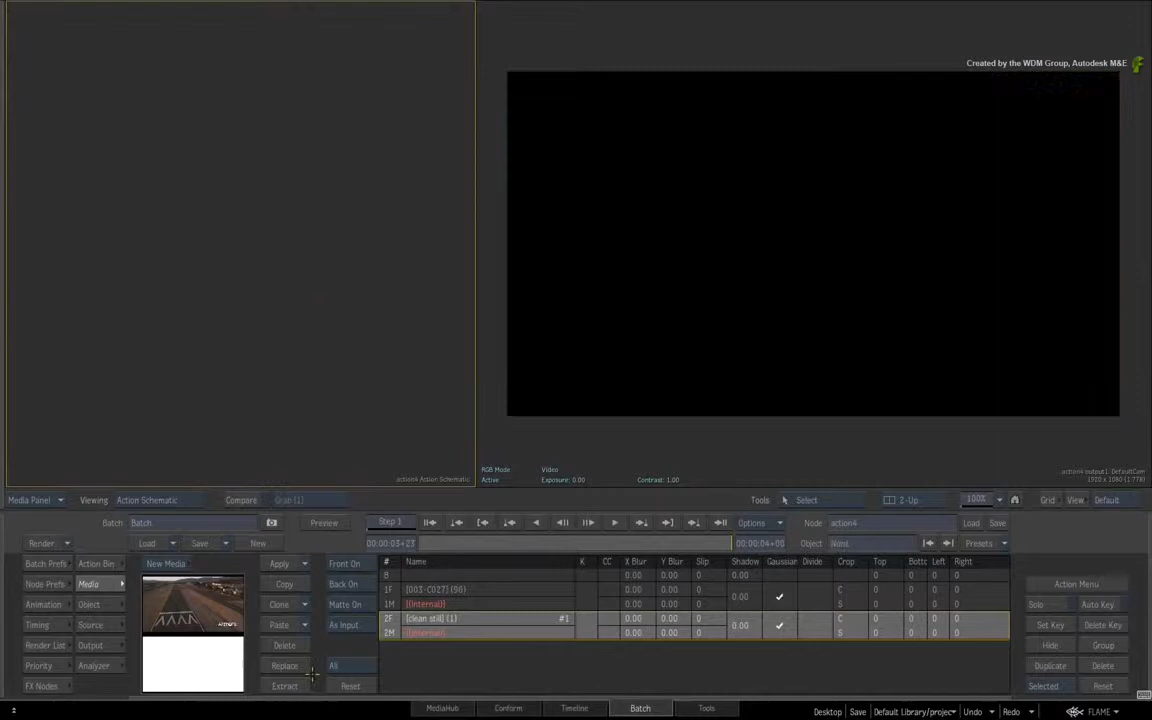 Created by the WDM Group, Autodesk M&E
RGB Mode Video
Active Exposure: 0.00 Contrast: 1.00
action4 Action Schematic
action4 output1, DefaultCam
1920 x 1080 (1.778)
Media Panel Viewing Action Schematic Compare Grab (1) Tools Select 2-Up 100% Grid View Default
Batch Batch Preview Step 1 Options Node action4 Load Save
Render Load Save New 00:00:03+23 00:00:04+00 Object Presets
Batch Prefs Action Bin New Media Apply Front On # Name K CC X Blur Y Blur Slip Shadow Gaussian Divide Crop Top Left Right
B 0.00 0.00 0 0 0 0 0
Node Prefs Media Copy Back On 1F [003-C027] (96) 0.00 0.00 0 0.00 C 0 0 0 0 Action Menu
Animation Object Clone Matte On 1M [(Internal)] 0.00 0.00 0 S 0 0 0 0 Solo Auto Key
Timing Source Paste As Input 2F [clean still] (1) #1 0.00 0.00 0 0.00 C 0 0 0 0 Set Key Delete Key
2M [(Internal)] 0.00 0.00 0 S 0 0 0 0
Render List Output Delete Hide Group
Priority Analyzer Replace All Duplicate Delete
FX Nodes Extract Reset Selected Reset
MediaHub Conform Timeline Batch Tools Desktop Save Default Library/project Undo Redo FLAME